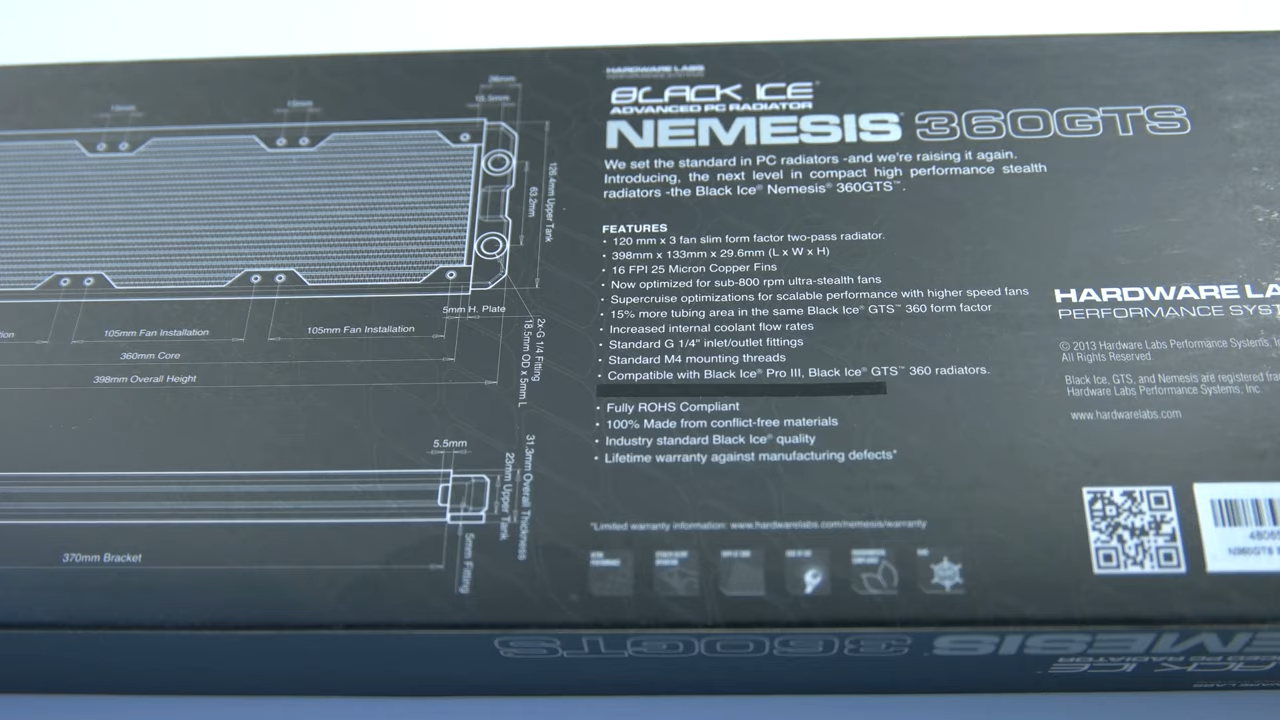 HARDWARE LABS
BLACK ICE®
ADVANCED PC RADIATOR
NEMESIS® 360GTS
We set the standard in PC radiators -and we're raising it again.
Introducing, the next level in compact high performance stealth
radiators -the Black Ice® Nemesis® 360GTS™.
FEATURES
• 120 mm x 3 fan slim form factor two-pass radiator.
• 398mm x 133mm x 29.6mm (L x W x H)
• 16 FPI 25 Micron Copper Fins
• Now optimized for sub-800 rpm ultra-stealth fans
• Supercruise optimizations for scalable performance with higher speed fans
• 15% more tubing area in the same Black Ice® GTS™ 360 form factor
• Increased internal coolant flow rates
• Standard G 1/4" inlet/outlet fittings
• Standard M4 mounting threads
• Compatible with Black Ice® Pro III, Black Ice® GTS™ 360 radiators.
• Fully ROHS Compliant
• 100% Made from conflict-free materials
• Industry standard Black Ice® quality
• Lifetime warranty against manufacturing defects*
*Limited warranty information: www.hardwarelabs.com/nemesis/warranty
15mm
15mm
18.5mm
126.4mm Upper Tank
63.2mm
5mm H. Plate
105mm Fan Installation
105mm Fan Installation
360mm Core
398mm Overall Height
2x-G 1/4 Fitting
18.5mm OD x 5mm L
5.5mm
31.3mm Overall Thickness
23mm Upper Tank
5mm Fitting
370mm Bracket
HARDWARE LA
PERFORMANCE SYST
© 2013 Hardware Labs Performance Systems, In
All Rights Reserved.
Black Ice, GTS, and Nemesis are registered tra
Hardware Labs Performance Systems, Inc.
www.hardwarelabs.com
EMESIS 360GTS
ADVANCED PC RADIATOR